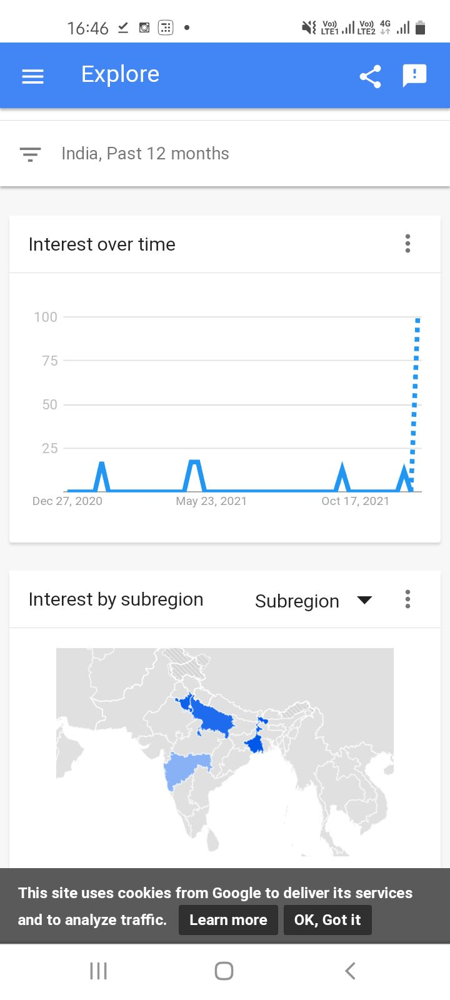 16:46
Vo)) LTE1 Vo)) LTE2 4G
Explore
India, Past 12 months
Interest over time
100
75
50
25
Dec 27, 2020 May 23, 2021 Oct 17, 2021
Interest by subregion Subregion
This site uses cookies from Google to deliver its services
and to analyze traffic. Learn more OK, Got it